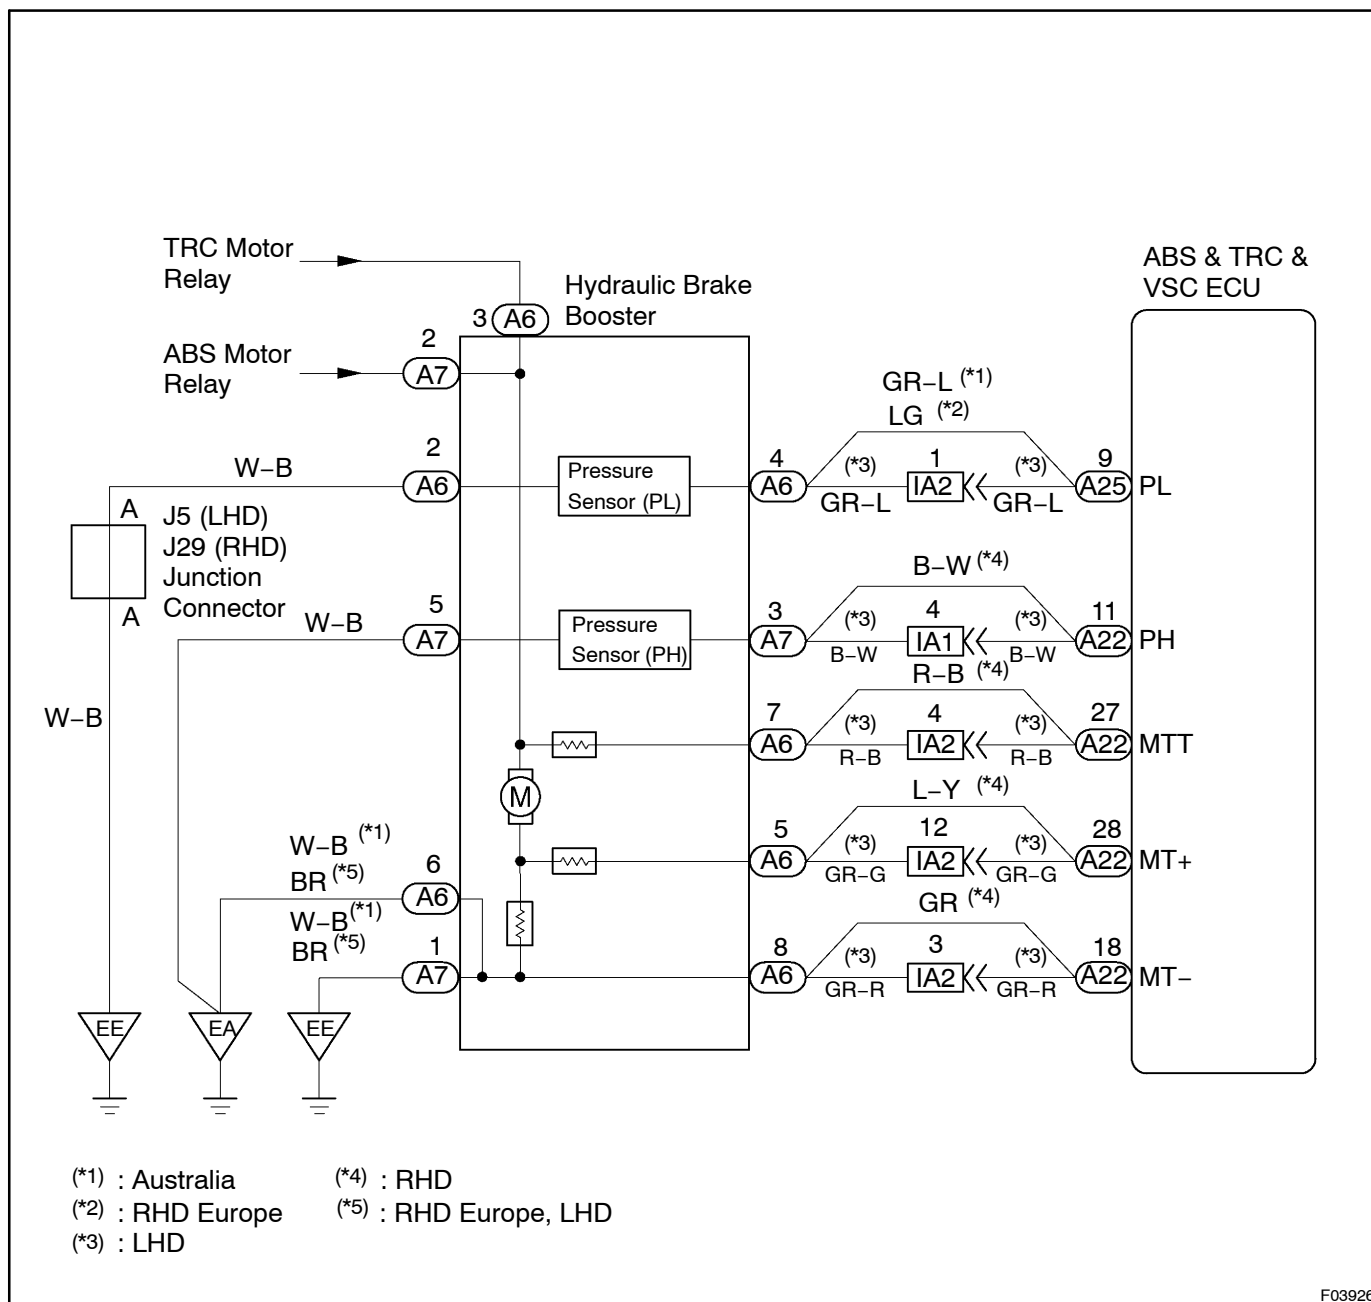 TRC Motor
Relay
ABS & TRC &
VSC ECU
Hydraulic Brake
Booster
3 A6
2
ABS Motor
Relay
A7
GR−L (*1)
LG (*2)
2
W−B
A6
Pressure
Sensor (PL)
4
A6
(*3)
GR−L
1
IA2
(*3)
GR−L
9
A25 PL
A
J5 (LHD)
J29 (RHD)
Junction
Connector
A
B−W (*4)
5
W−B
A7
Pressure
Sensor (PH)
3
A7
(*3)
B−W
4
IA1
(*3)
B−W
11
A22 PH
R−B (*4)
W−B
7
A6
(*3)
R−B
4
IA2
(*3)
R−B
27
A22 MTT
M
L−Y (*4)
5
A6
(*3)
GR−G
12
IA2
(*3)
GR−G
28
A22 MT+
W−B (*1)
BR (*5)
6
A6
W−B (*1)
BR (*5)
1
A7
GR (*4)
8
A6
(*3)
GR−R
3
IA2
(*3)
GR−R
18
A22 MT−
EE
EA
EE
(*1) : Australia
(*4) : RHD
(*2) : RHD Europe
(*5) : RHD Europe, LHD
(*3) : LHD
F03926